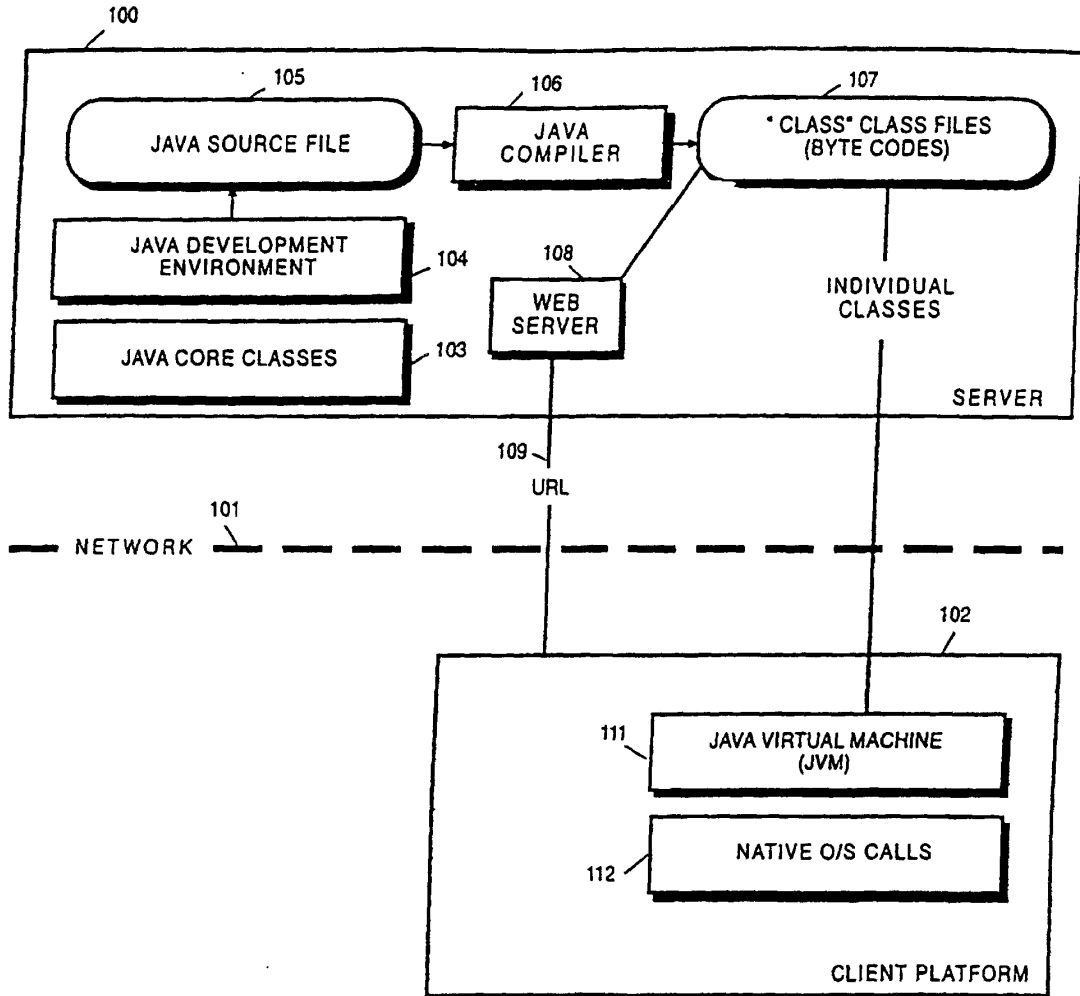 100
105
JAVA SOURCE FILE
106
JAVA
COMPILER
107
"CLASS" CLASS FILES
(BYTE CODES)
JAVA DEVELOPMENT
ENVIRONMENT
104
JAVA CORE CLASSES
103
108
WEB
SERVER
INDIVIDUAL
CLASSES
SERVER
109
URL
101
NETWORK
102
111
JAVA VIRTUAL MACHINE
(JVM)
112
NATIVE O/S CALLS
CLIENT PLATFORM